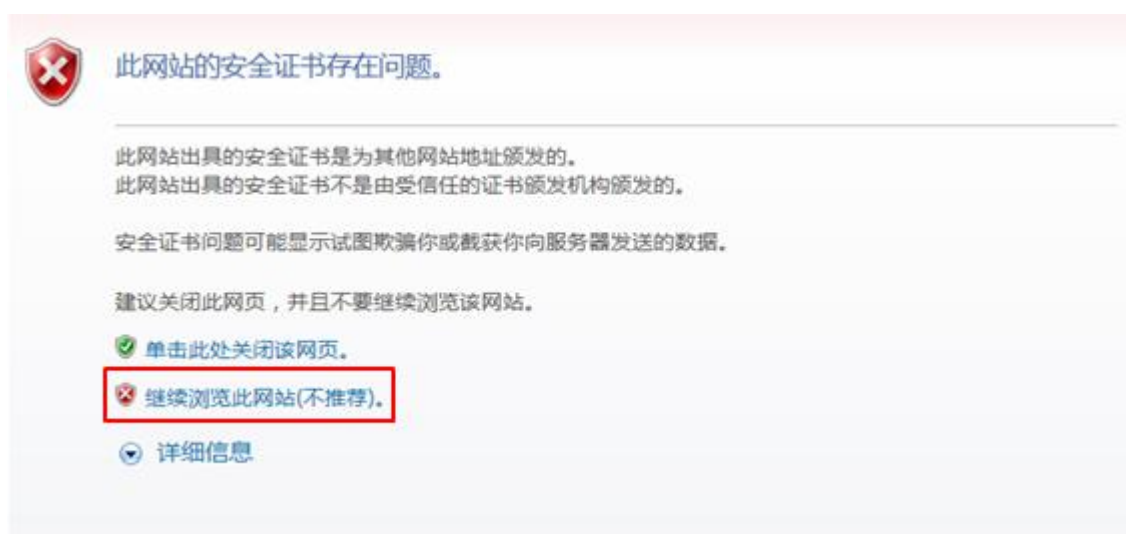 此网站的安全证书存在问题。
此网站出具的安全证书是为其他网站地址颁发的。
此网站出具的安全证书不是由受信任的证书颁发机构颁发的。
安全证书问题可能显示试图欺骗你或截获你向服务器发送的数据。
建议关闭此网页，并且不要继续浏览该网站。
单击此处关闭该网页。
继续浏览此网站(不推荐)。
详细信息